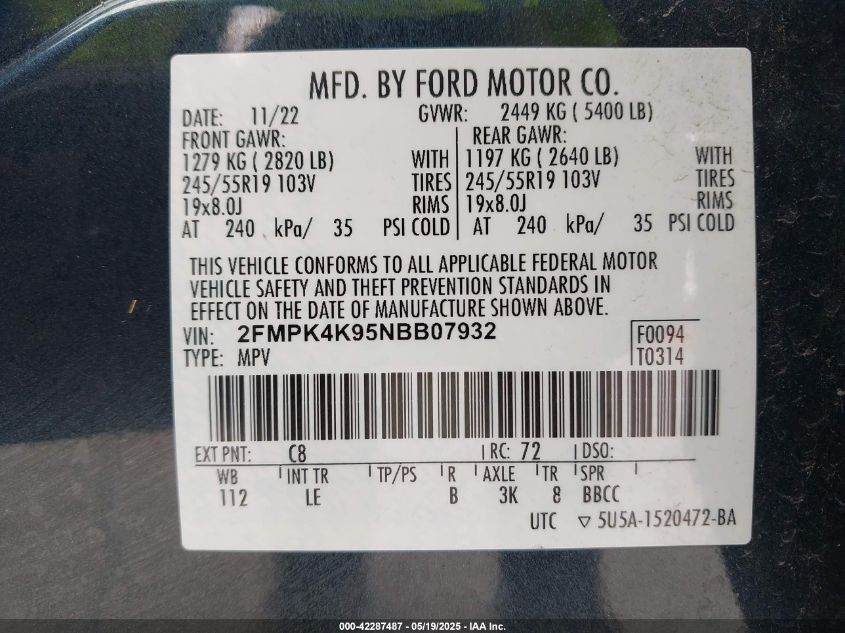 MFD. BY FORD MOTOR CO.
DATE: 11/22 GVWR: 2449 KG ( 5400 LB)
FRONT GAWR: REAR GAWR:
1279 KG ( 2820 LB) WITH 1197 KG ( 2640 LB) WITH
245/55R19 103V TIRES 245/55R19 103V TIRES
19x8.0J RIMS 19x8.0J RIMS
AT 240 kPa/ 35 PSI COLD AT 240 kPa/ 35 PSI COLD
THIS VEHICLE CONFORMS TO ALL APPLICABLE FEDERAL MOTOR
VEHICLE SAFETY AND THEFT PREVENTION STANDARDS IN
EFFECT ON THE DATE OF MANUFACTURE SHOWN ABOVE.
VIN: 2FMPK4K95NBB07932 F0094
TYPE: MPV T0314
EXT PNT: C8 RC: 72 DSO:
WB INT TR TP/PS R AXLE TR SPR
112 LE B 3K 8 BBCC
UTC ▽ 5U5A-1520472-BA
000-42287487 - 05/19/2025 - IAA Inc.